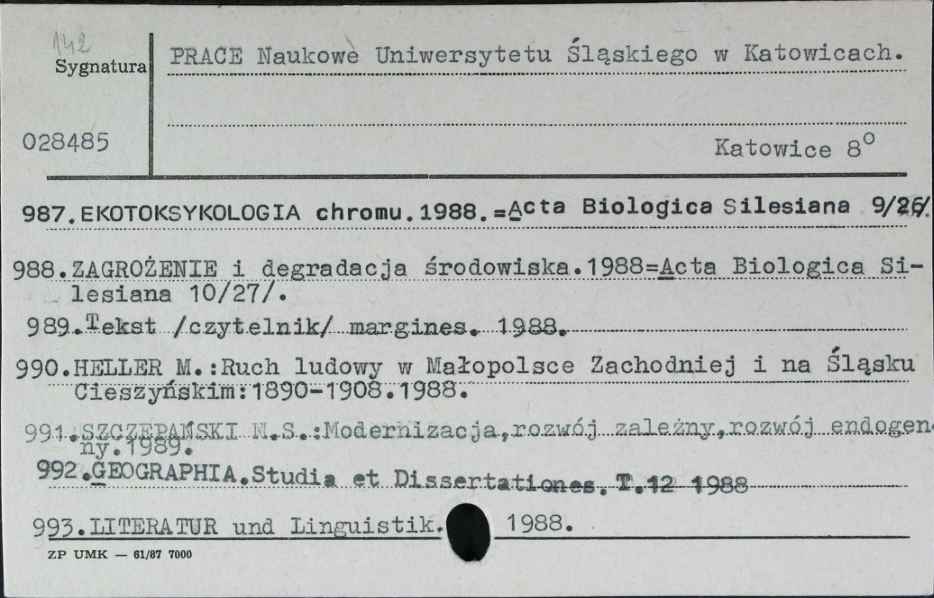 142
Sygnatura
PRACE Naukowe Uniwersytetu Śląskiego w Katowicach.
028485
Katowice 8°
987.EKOTOKSYKOLOGIA chromu.1988.=Acta Biologica Silesiana 9/26/.
988.ZAGROŻENIE i degradacja środowiska.1988=Acta Biologica Si-
lesiana 10/27/.
989.Tekst /czytelnik/ margines. 1988.
990.HELLER M.:Ruch ludowy w Małopolsce Zachodniej i na Śląsku
Cieszyńskim:1890-1908.1988.
991.SZCZEPAŃSKI M.S.:Modernizacja,rozwój zależny,rozwój endogen-
ny.1989.
992.GEOGRAPHIA.Studia et Dissertationes. T.12 1988
993.LITERATUR und Linguistik. 1988.
ZP UMK — 61/87 7000